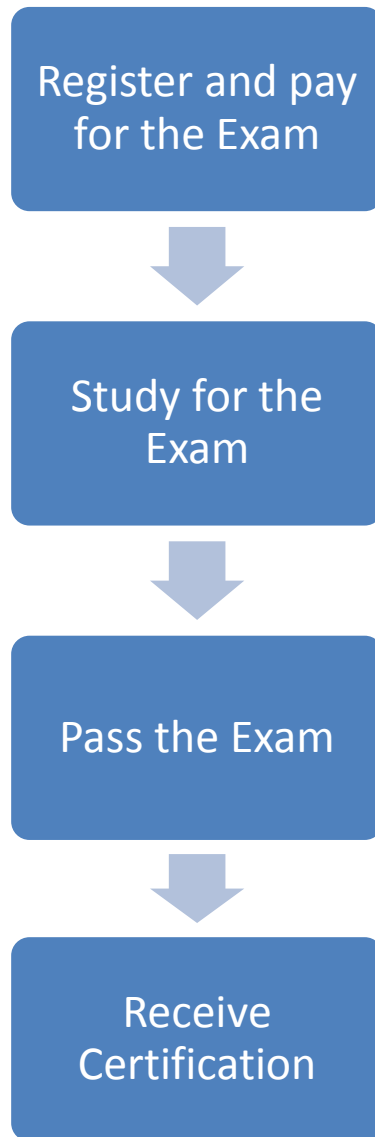 Register and pay
for the Exam
Study for the
Exam
Pass the Exam
Receive
Certification